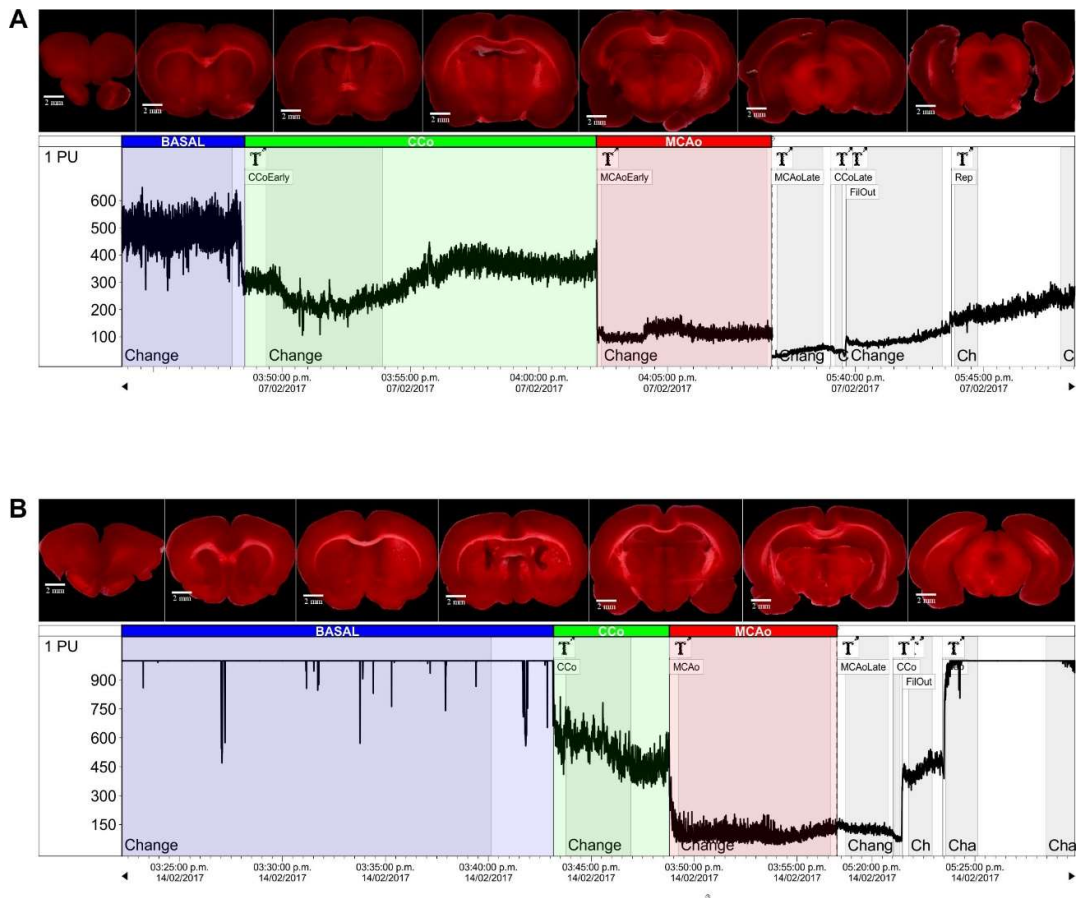 A
2 mm 2 mm 2 mm 2 mm 2 mm 2 mm 2 mm
BASAL CCo MCAo
1 PU
T T T T T T
CCoEarly MCAoEarly MCAoLate CCoLate Rep
FilOut
600
500
400
300
200
100
Change Change Change Chang C Change Ch C
03:50:00 p.m. 03:55:00 p.m. 04:00:00 p.m. 04:05:00 p.m. 05:40:00 p.m. 05:45:00 p.m.
07/02/2017 07/02/2017 07/02/2017 07/02/2017 07/02/2017 07/02/2017
B
2 mm 2 mm 2 mm 2 mm 2 mm 2 mm 2 mm
BASAL CCo MCAo
1 PU
T T T T T
CCo MCAo MCAoLate CCo
FilOut
900
750
600
450
300
150
Change Change Change Chang Ch Cha Cha
03:25:00 p.m. 03:30:00 p.m. 03:35:00 p.m. 03:40:00 p.m. 03:45:00 p.m. 03:50:00 p.m. 03:55:00 p.m. 05:20:00 p.m. 05:25:00 p.m.
14/02/2017 14/02/2017 14/02/2017 14/02/2017 14/02/2017 14/02/2017 14/02/2017 14/02/2017 14/02/2017